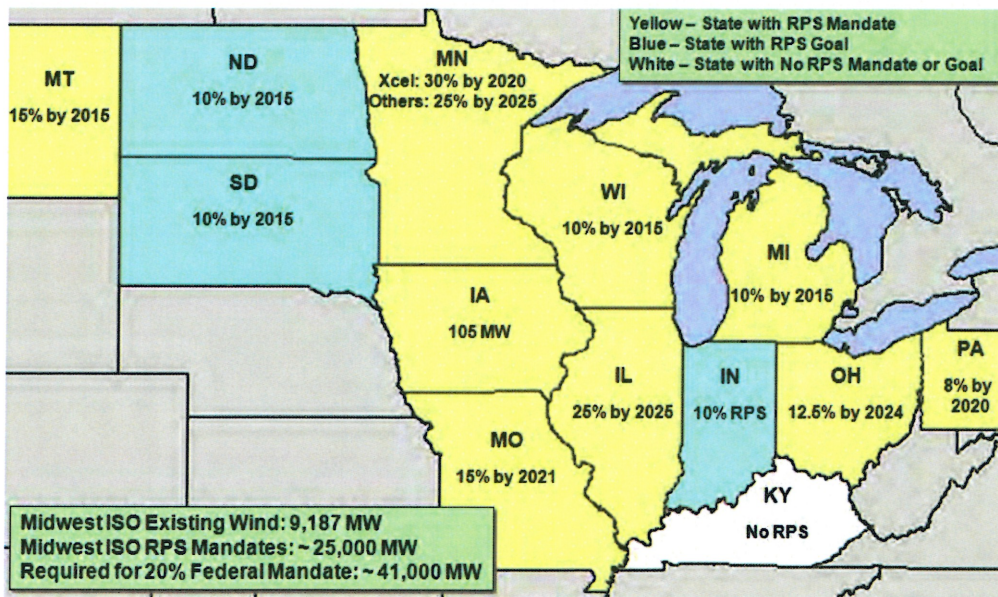 Yellow – State with RPS Mandate
Blue – State with RPS Goal
White – State with No RPS Mandate or Goal
MT
15% by 2015
ND
10% by 2015
MN
Xcel: 30% by 2020
Others: 25% by 2025
SD
10% by 2015
WI
10% by 2015
MI
10% by 2015
IA
105 MW
IL
25% by 2025
IN
10% RPS
OH
12.5% by 2024
PA
8% by
2020
MO
15% by 2021
KY
No RPS
Midwest ISO Existing Wind: 9,187 MW
Midwest ISO RPS Mandates: ~ 25,000 MW
Required for 20% Federal Mandate: ~ 41,000 MW